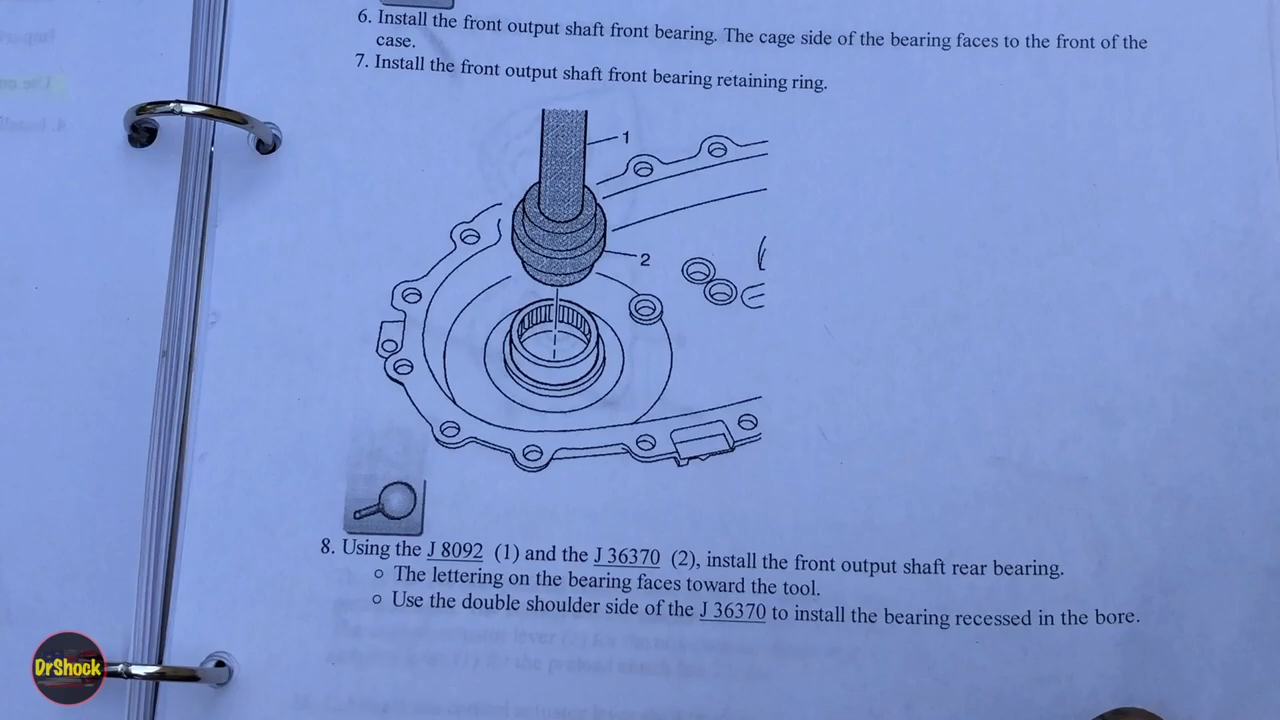 6. Install the front output shaft front bearing. The cage side of the bearing faces to the front of the
case.
7. Install the front output shaft front bearing retaining ring.
1
2
8. Using the J 8092 (1) and the J 36370 (2), install the front output shaft rear bearing.
o The lettering on the bearing faces toward the tool.
o Use the double shoulder side of the J 36370 to install the bearing recessed in the bore.
DrShock